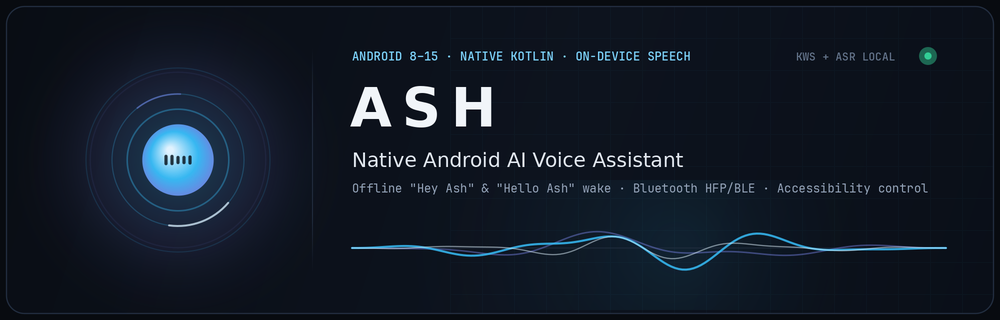 ANDROID 8–15 · NATIVE KOTLIN · ON-DEVICE SPEECH
KWS + ASR LOCAL
ASH
Native Android AI Voice Assistant
Offline "Hey Ash" & "Hello Ash" wake · Bluetooth HFP/BLE · Accessibility control